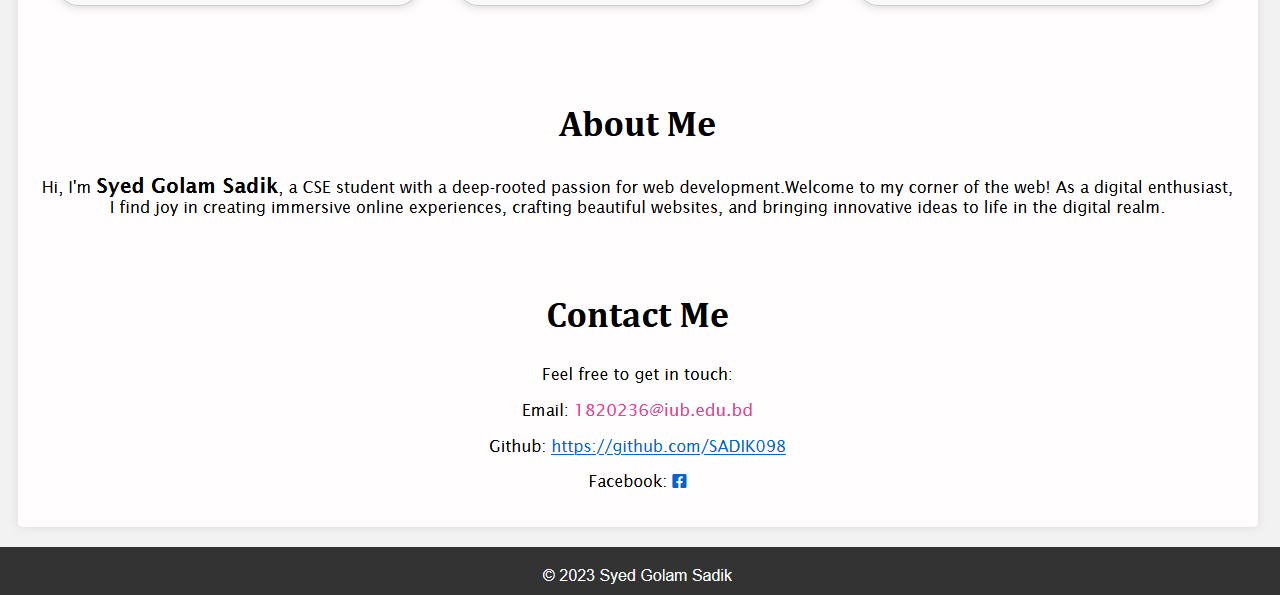 About Me
Hi, I'm Syed Golam Sadik, a CSE student with a deep-rooted passion for web development.Welcome to my corner of the web! As a digital enthusiast,
I find joy in creating immersive online experiences, crafting beautiful websites, and bringing innovative ideas to life in the digital realm.
Contact Me
Feel free to get in touch:
Email: 1820236@iub.edu.bd
Github: https://github.com/SADIK098
Facebook:
© 2023 Syed Golam Sadik